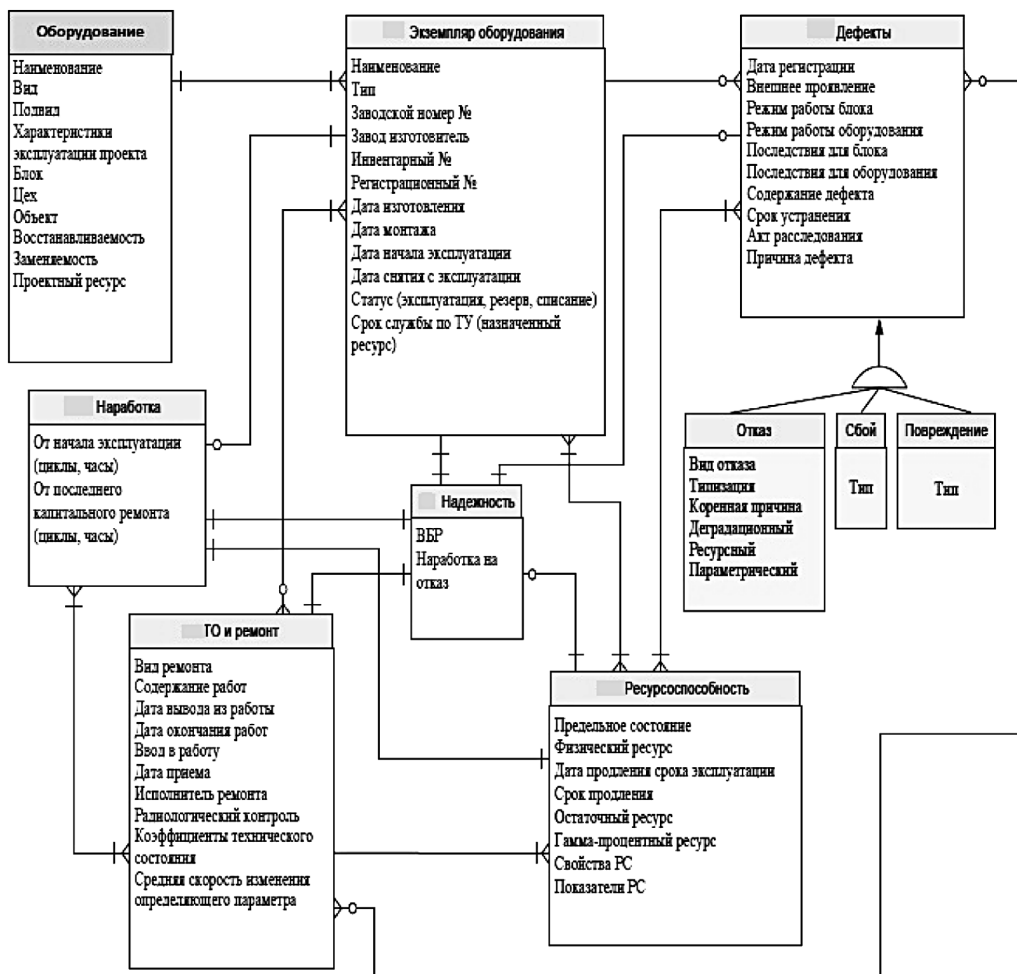 Оборудование
Наименование
Вид
Подвид
Характеристики
эксплуатации проекта
Блок
Цех
Объект
Восстанавливаемость
Заменяемость
Проектный ресурс
Экземпляр оборудования
Наименование
Тип
Заводской номер №
Завод изготовитель
Инвентарный №
Регистрационный №
Дата изготовления
Дата монтажа
Дата начала эксплуатации
Дата снятия с эксплуатации
Статус (эксплуатация, резерв, списание)
Срок службы по ТУ (назначенный
ресурс)
Дефекты
Дата регистрации
Внешнее проявление
Режим работы блока
Режим работы оборудования
Последствия для блока
Последствия для оборудования
Содержание дефекта
Срок устранения
Акт расследования
Причина дефекта
Наработка
От начала эксплуатации
(циклы, часы)
От последнего
капитального ремонта
(циклы, часы)
Надежность
ВБР
Наработка на
отказ
Отказ
Вид отказа
Типизация
Коренная причина
Деградационный
Ресурсный
Параметрический
Сбой
Тип
Повреждение
Тип
ТО и ремонт
Вид ремонта
Содержание работ
Дата вывода из работы
Дата окончания работ
Ввод в работу
Дата приема
Исполнитель ремонта
Радиологический контроль
Коэффициенты технического
состояния
Средняя скорость изменения
определяющего параметра
Ресурсоспособность
Предельное состояние
Физический ресурс
Дата продления срока эксплуатации
Срок продления
Остаточный ресурс
Гамма-процентный ресурс
Свойства РС
Показатели РС